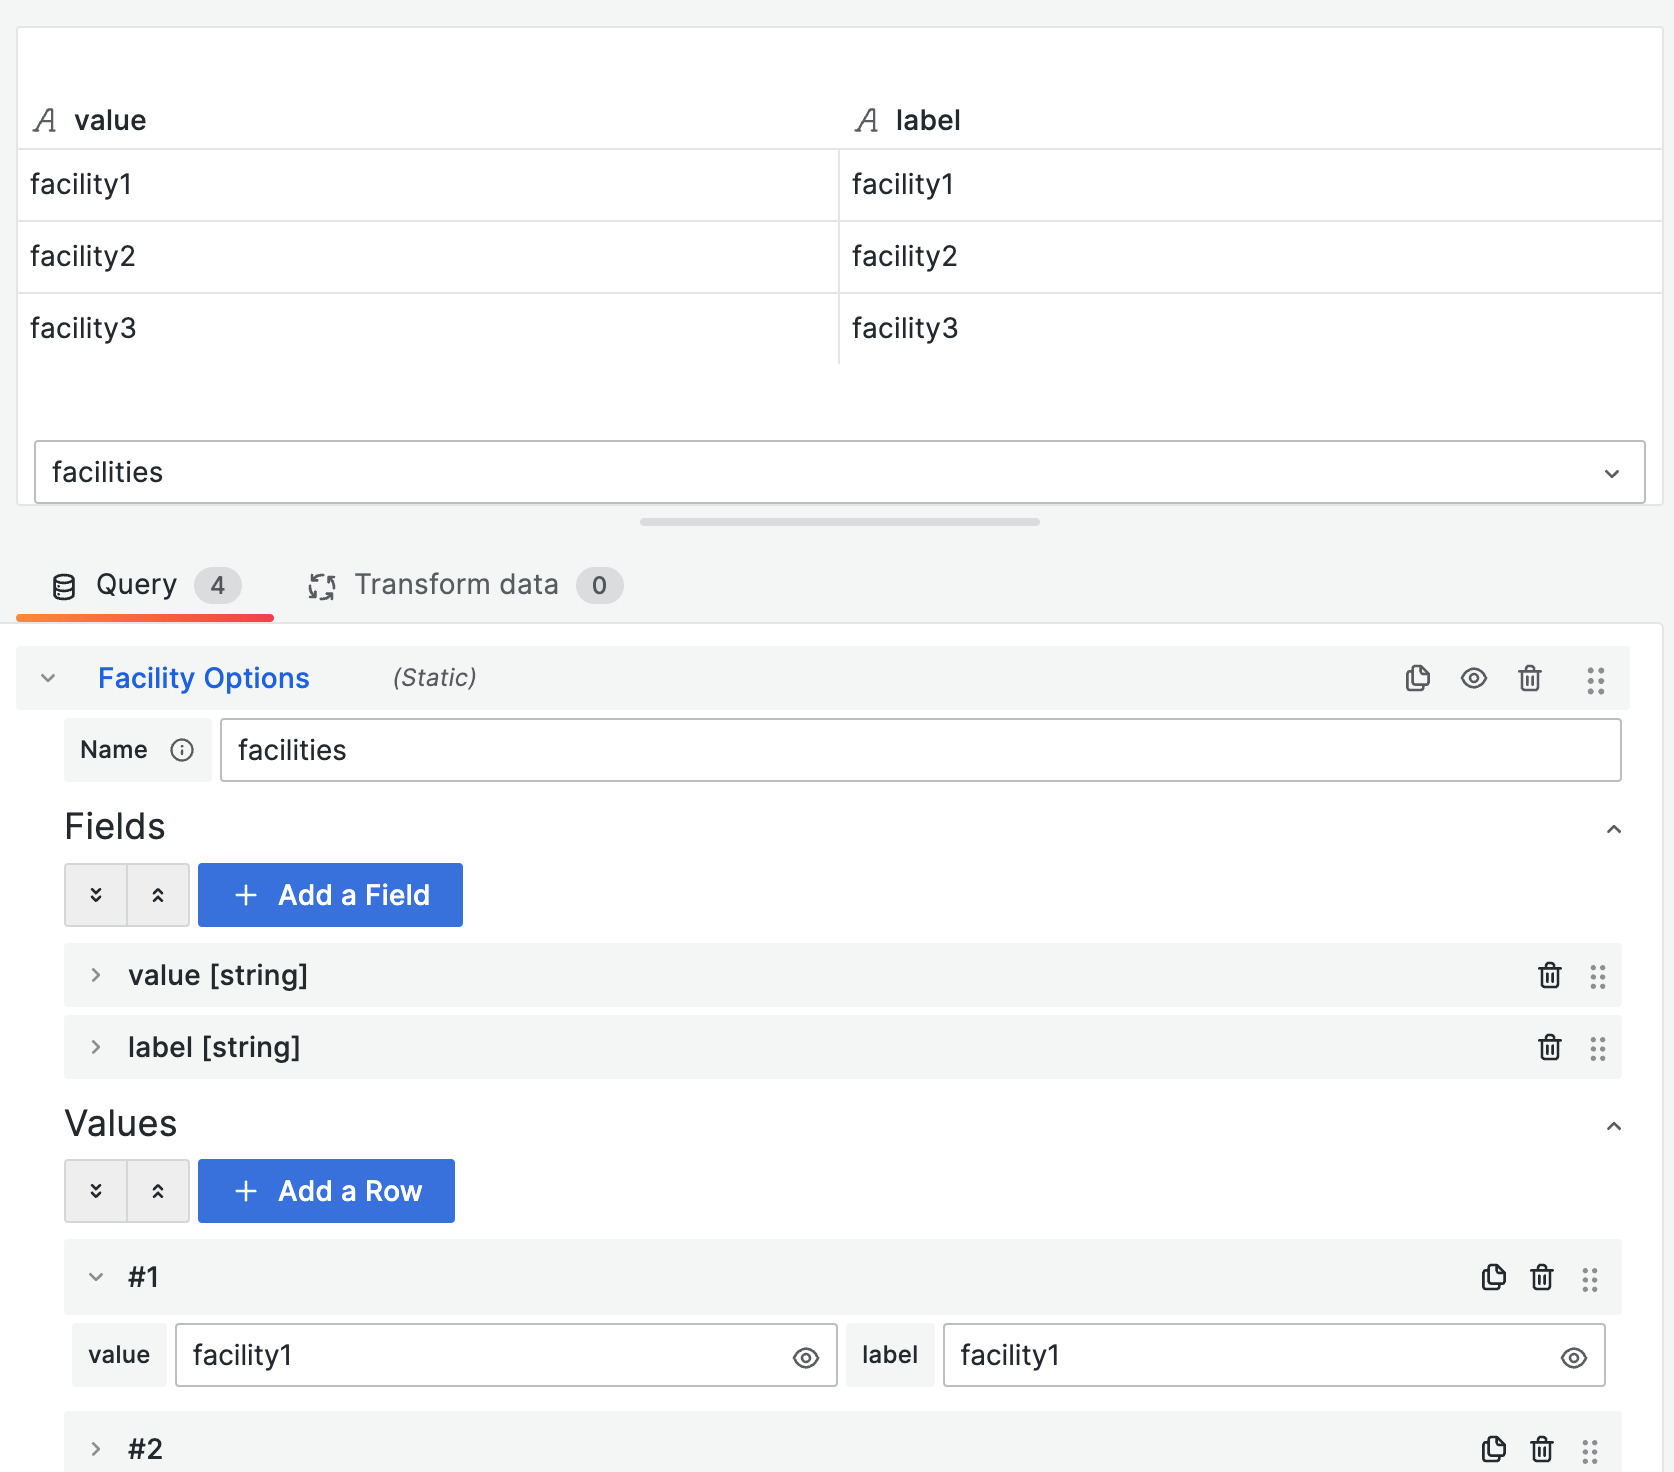 value label
facility1 facility1
facility2 facility2
facility3 facility3
facilities
Query 4 Transform data 0
Facility Options (Static)
Name facilities
Fields
Add a Field
value [string]
label [string]
Values
Add a Row
#1
value facility1 label facility1
#2